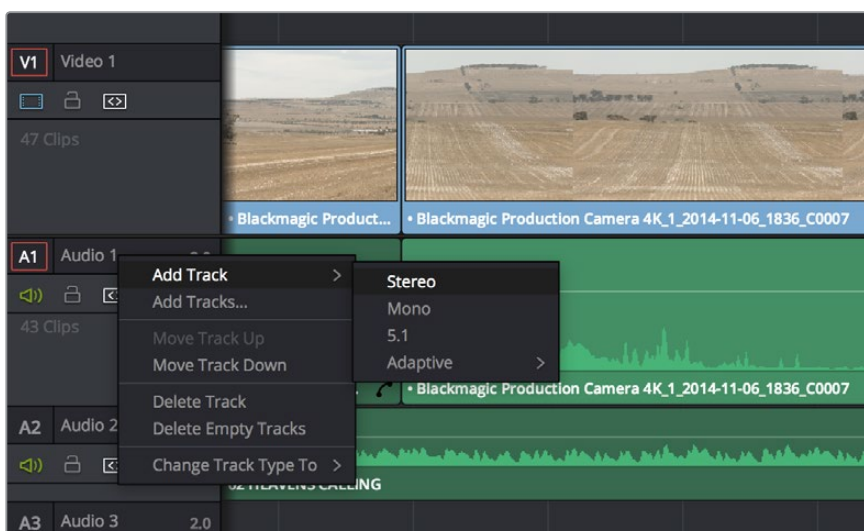 V1 Video 1
47 Clips
• Blackmagic Product...
• Blackmagic Production Camera 4K_1_2014-11-06_1836_C0007
A1 Audio 1
43 Clips
Add Track >
Add Tracks...
Move Track Up
Move Track Down
Delete Track
Delete Empty Tracks
Change Track Type To >
Stereo
Mono
5.1
Adaptive >
• Blackmagic Production Camera 4K_1_2014-11-06_1836_C0007
A2 Audio 2
HEAVENS CALLING
A3 Audio 3 2.0